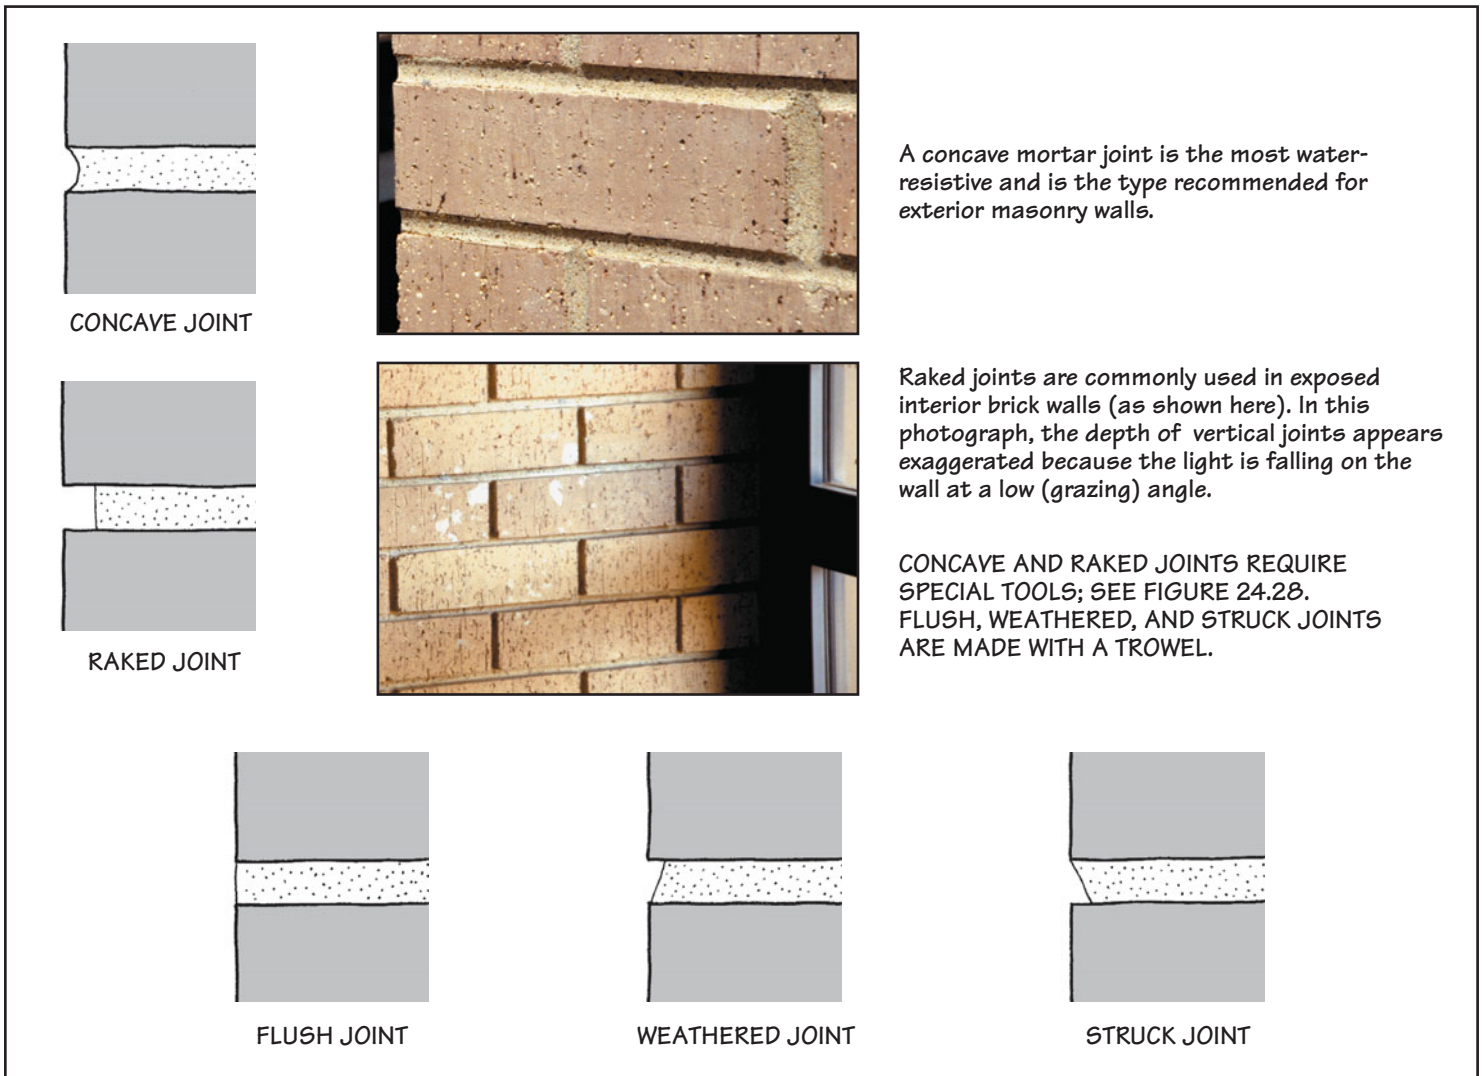 CONCAVE JOINT
A concave mortar joint is the most water-
resistive and is the type recommended for
exterior masonry walls.
RAKED JOINT
Raked joints are commonly used in exposed
interior brick walls (as shown here). In this
photograph, the depth of vertical joints appears
exaggerated because the light is falling on the
wall at a low (grazing) angle.
CONCAVE AND RAKED JOINTS REQUIRE
SPECIAL TOOLS; SEE FIGURE 24.28.
FLUSH, WEATHERED, AND STRUCK JOINTS
ARE MADE WITH A TROWEL.
FLUSH JOINT
WEATHERED JOINT
STRUCK JOINT